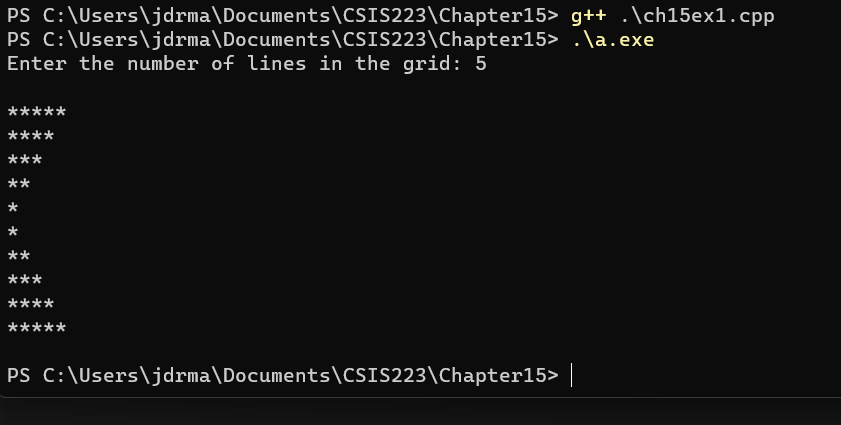 PS C:\Users\jdrma\Documents\CSIS223\Chapter15> g++ .\ch15ex1.cpp
PS C:\Users\jdrma\Documents\CSIS223\Chapter15> .\a.exe
Enter the number of lines in the grid: 5

*****
****
***
**
*
*
**
***
****
*****

PS C:\Users\jdrma\Documents\CSIS223\Chapter15>